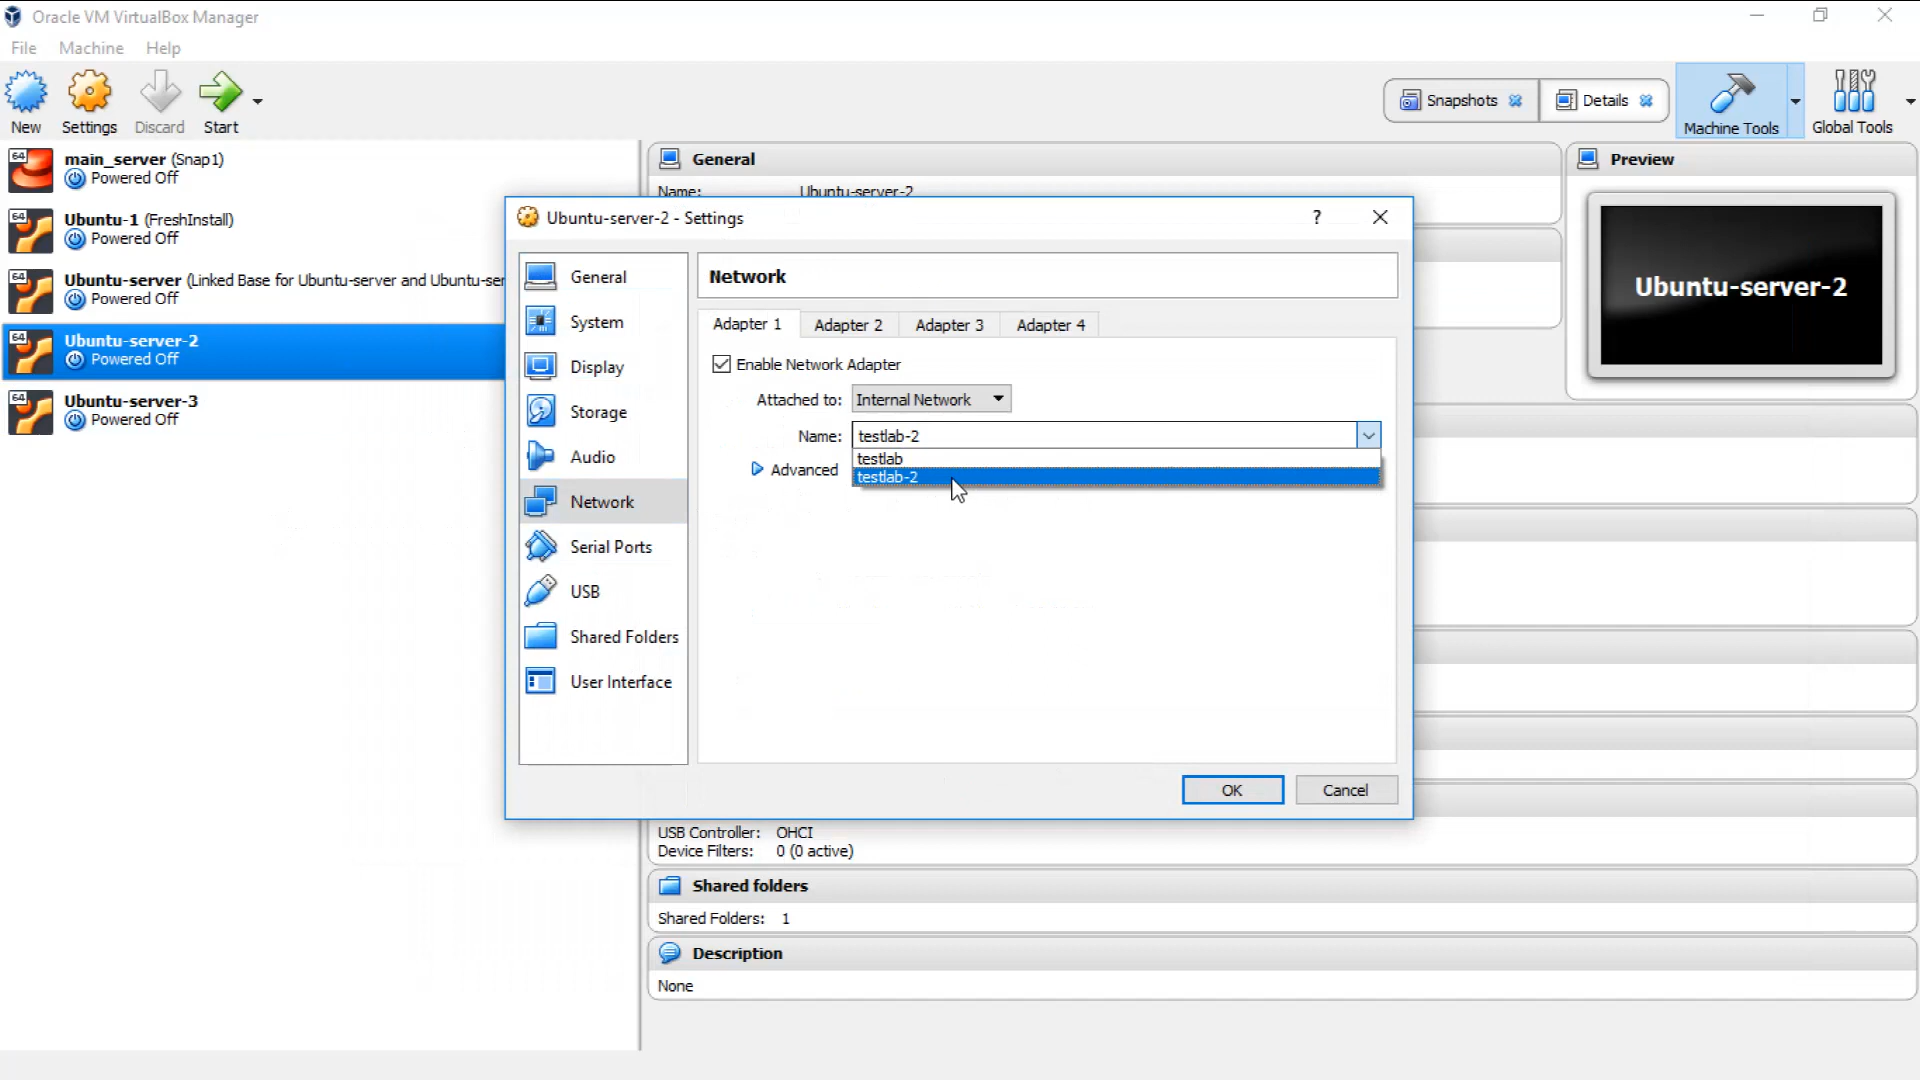 Oracle VM VirtualBox Manager
File Machine Help
New Settings Discard Start
Snapshots Details Machine Tools Global Tools
64 main_server (Snap1)
Powered Off
64 Ubuntu-1 (FreshInstall)
Powered Off
64 Ubuntu-server (Linked Base for Ubuntu-server and Ubuntu-ser
Powered Off
64 Ubuntu-server-2
Powered Off
64 Ubuntu-server-3
Powered Off
General
Name: Ubuntu-server-2
Preview
Ubuntu-server-2
Ubuntu-server-2 - Settings ?
General
System
Display
Storage
Audio
Network
Serial Ports
USB
Shared Folders
User Interface
Network
Adapter 1 Adapter 2 Adapter 3 Adapter 4
Enable Network Adapter
Attached to: Internal Network
Name: testlab-2
testlab
testlab-2
Advanced
OK Cancel
USB Controller: OHCI
Device Filters: 0 (0 active)
Shared folders
Shared Folders: 1
Description
None